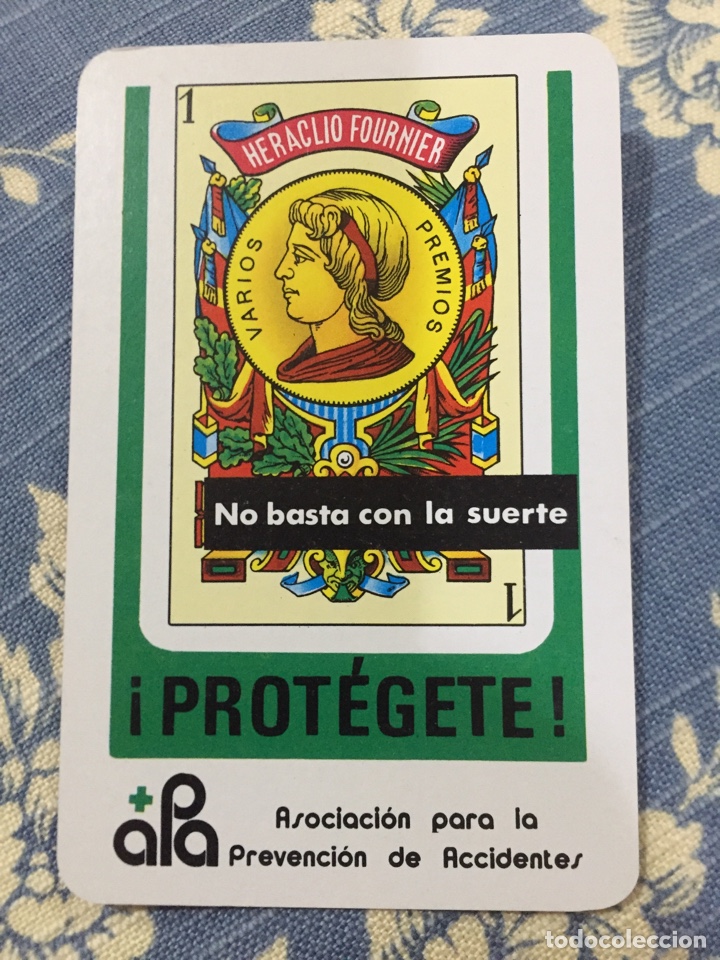 1
HERACLIO FOURNIER
VARIOS PREMIOS
No basta con la suerte
1
¡PROTÉGETE!
aPa
Asociación para la
Prevención de Accidentes
todocoleccion